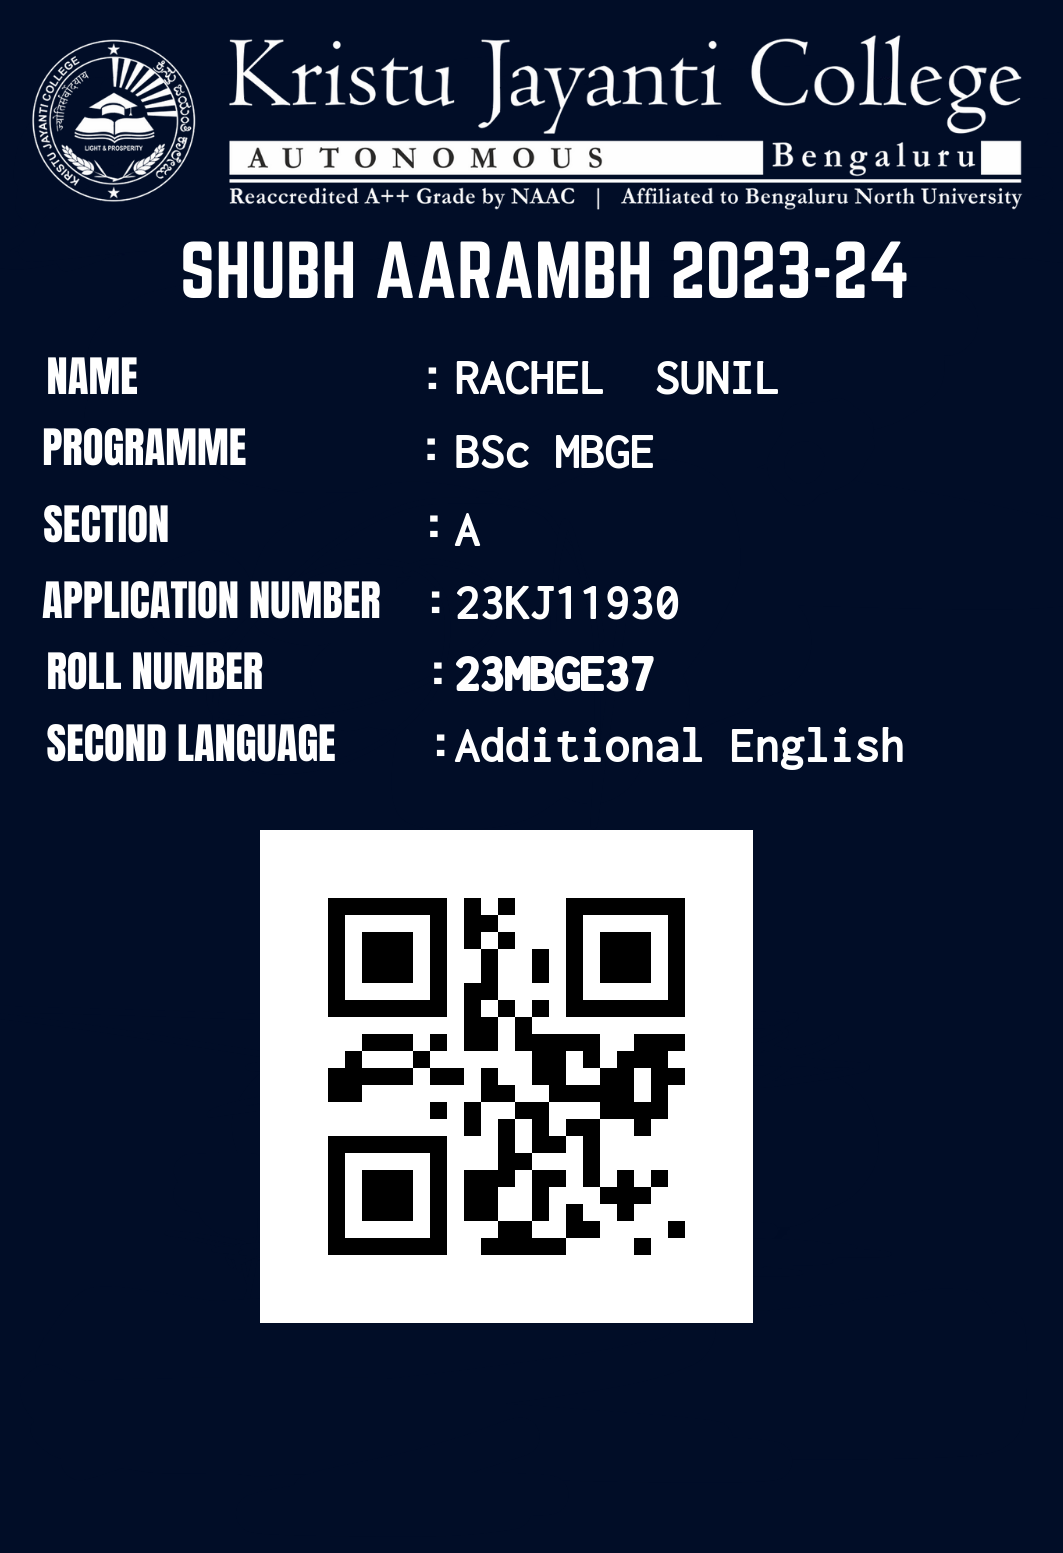 Kristu Jayanti College
AUTONOMOUS Bengaluru
Reaccredited A++ Grade by NAAC | Affiliated to Bengaluru North University
KRISTU JAYANTI COLLEGE
LIGHT & PROSPERITY
SHUBH AARAMBH 2023-24
NAME : RACHEL SUNIL
PROGRAMME : BSc MBGE
SECTION : A
APPLICATION NUMBER : 23KJ11930
ROLL NUMBER : 23MBGE37
SECOND LANGUAGE : Additional English